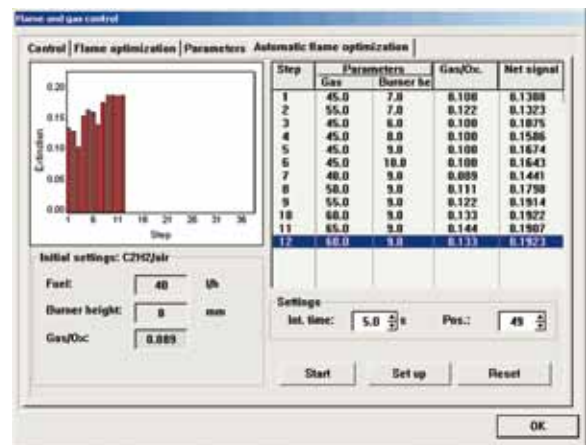 Flame and gas control
Control Flame optimization Parameters Automatic flame optimization
0.20
0.15
0.10
0.05
0.00
Extinction
1 6 11 16 21 26 31 36
Step
Step Parameters Gas/Ox. Net signal
Gas Burner he
1 45.0 7.0 0.100 0.1308
2 55.0 7.0 0.122 0.1323
3 45.0 6.0 0.100 0.1075
4 45.0 8.0 0.100 0.1586
5 45.0 9.0 0.100 0.1674
6 45.0 10.0 0.100 0.1643
7 40.0 9.0 0.089 0.1441
8 50.0 9.0 0.111 0.1798
9 55.0 9.0 0.122 0.1914
10 60.0 9.0 0.133 0.1922
11 65.0 9.0 0.144 0.1907
12 60.0 9.0 0.133 0.1923
Initial settings: C2H2/air
Fuel: 40 l/h
Burner height: 8 mm
Gas/Ox: 0.089
Settings
Int. time: 5.0 s Pos.: 49
Start Set up Reset
OK